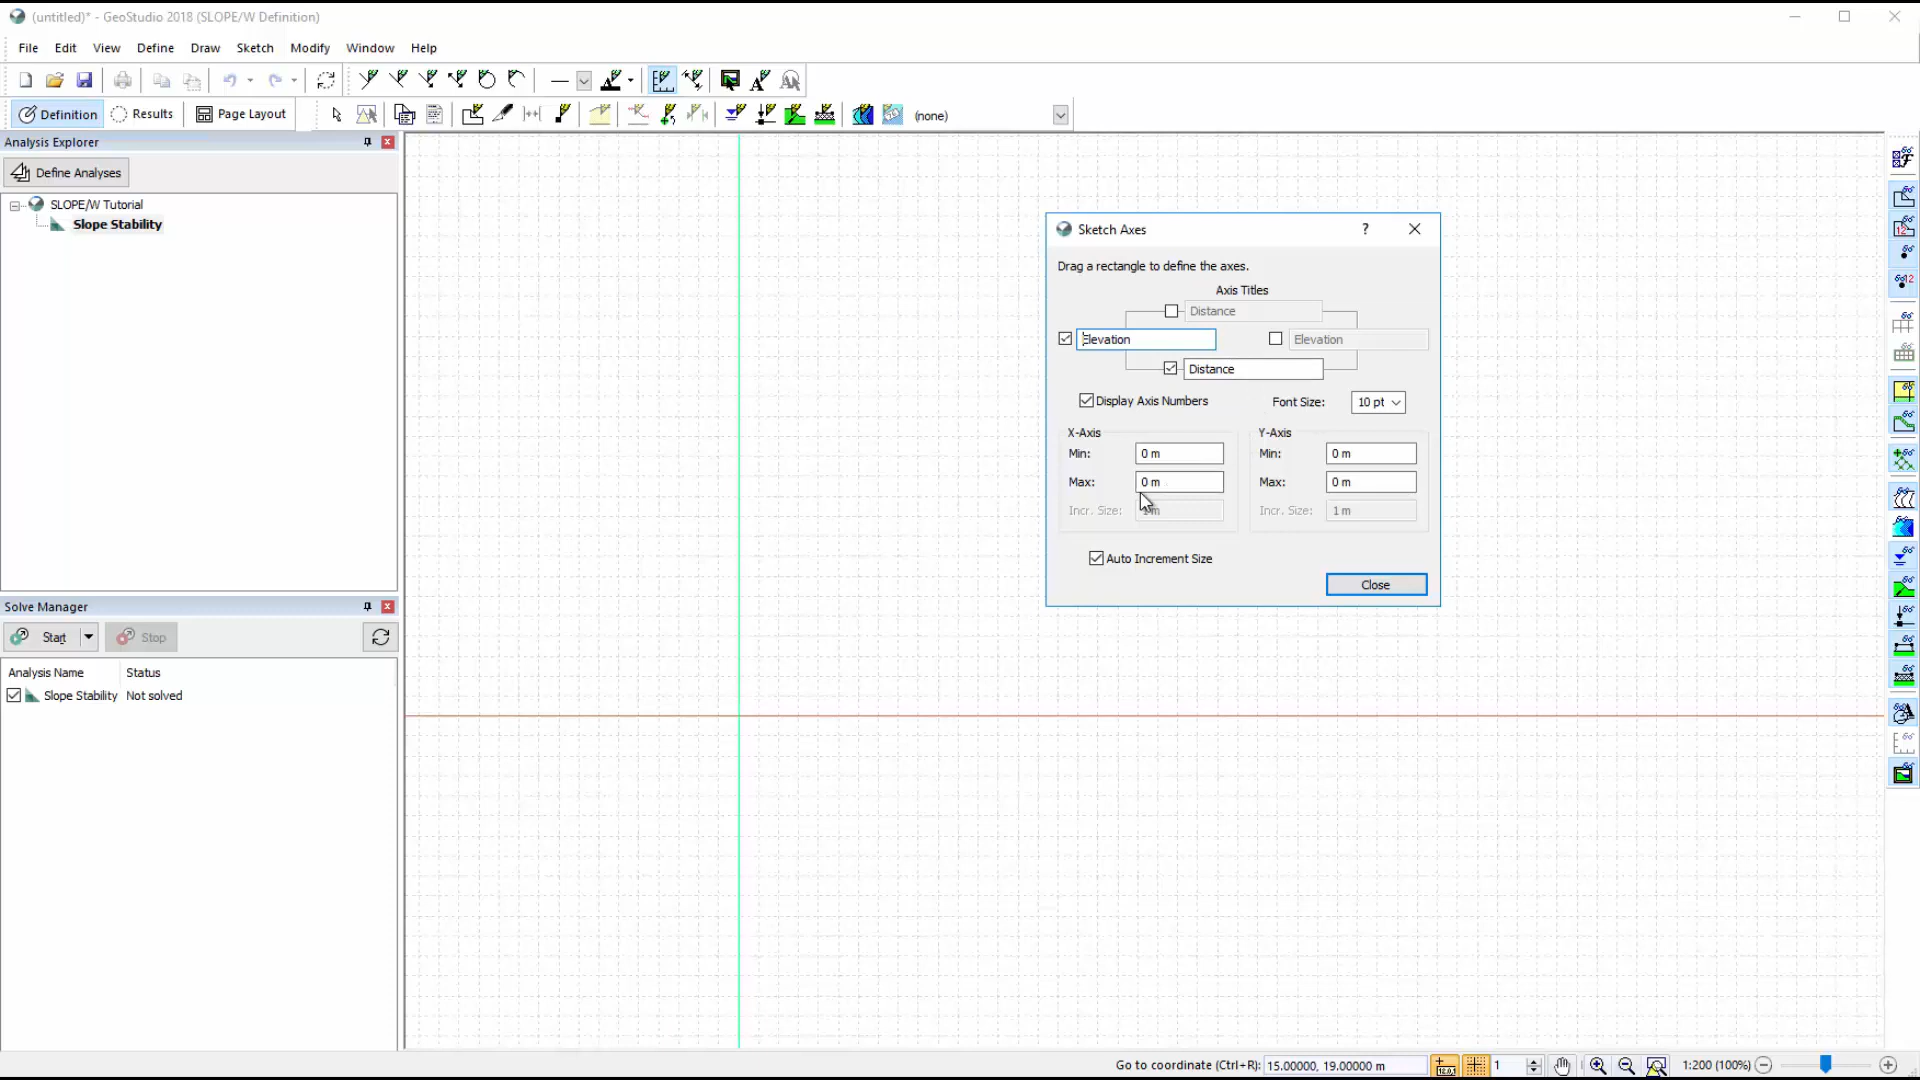 (untitled)* - GeoStudio 2018 (SLOPE/W Definition)
File Edit View Define Draw Sketch Modify Window Help
Definition Results Page Layout (none)
Analysis Explorer
Define Analyses
SLOPE/W Tutorial
Slope Stability
Sketch Axes ?
Drag a rectangle to define the axes.
Axis Titles
Distance
Elevation Elevation
Distance
Display Axis Numbers Font Size: 10 pt
X-Axis Y-Axis
Min: 0 m Min: 0 m
Max: 0 m Max: 0 m
Incr. Size: 1 m Incr. Size: 1 m
Auto Increment Size
Close
Solve Manager
Start Stop
Analysis Name Status
Slope Stability Not solved
Go to coordinate (Ctrl+R): 15.00000, 19.00000 m 1 1:200 (100%)